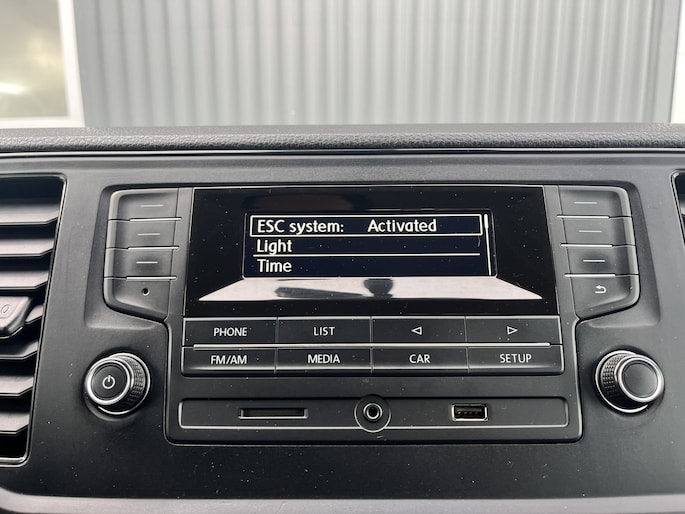 ESC system: Activated
Light
Time
PHONE LIST ◁ ▷
FM/AM MEDIA CAR SETUP